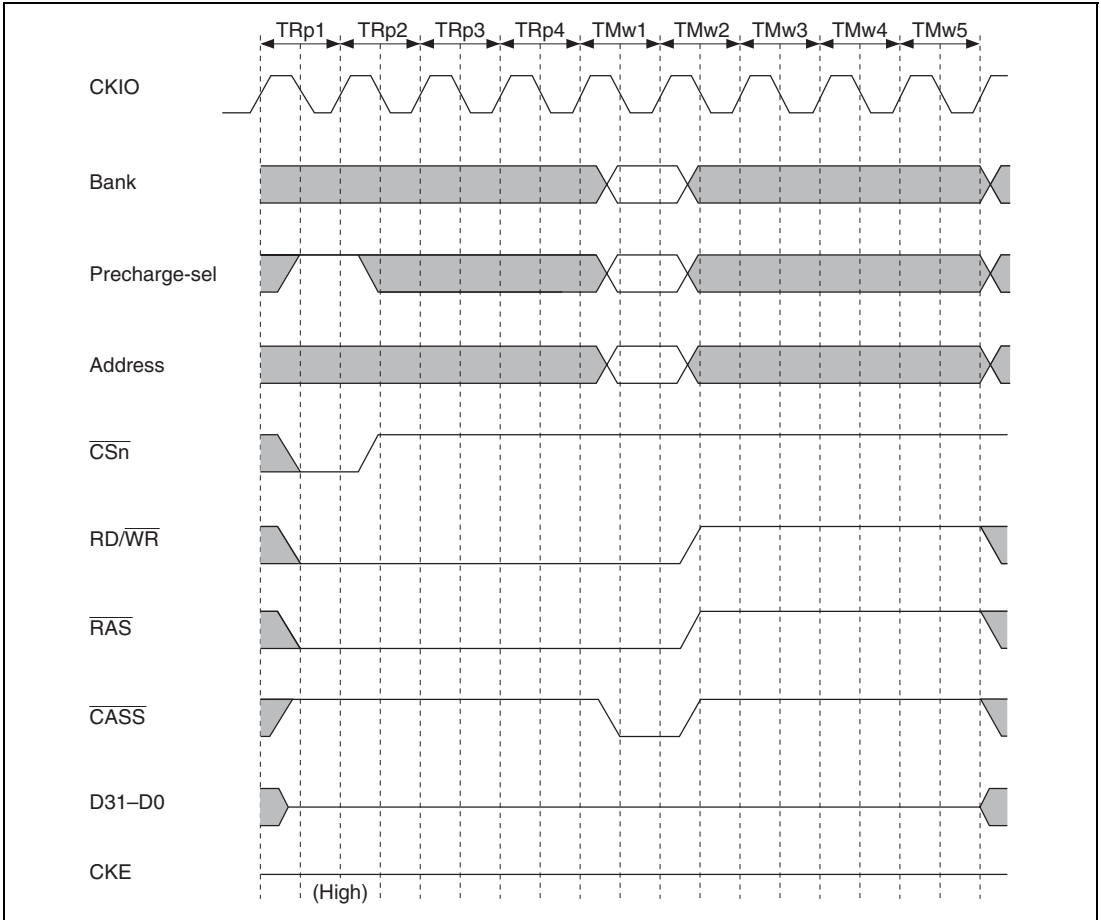 TRp1 TRp2 TRp3 TRp4 TMw1 TMw2 TMw3 TMw4 TMw5
CKIO
Bank
Precharge-sel
Address
CSn
RD/WR
RAS
CASS
D31–D0
CKE
(High)